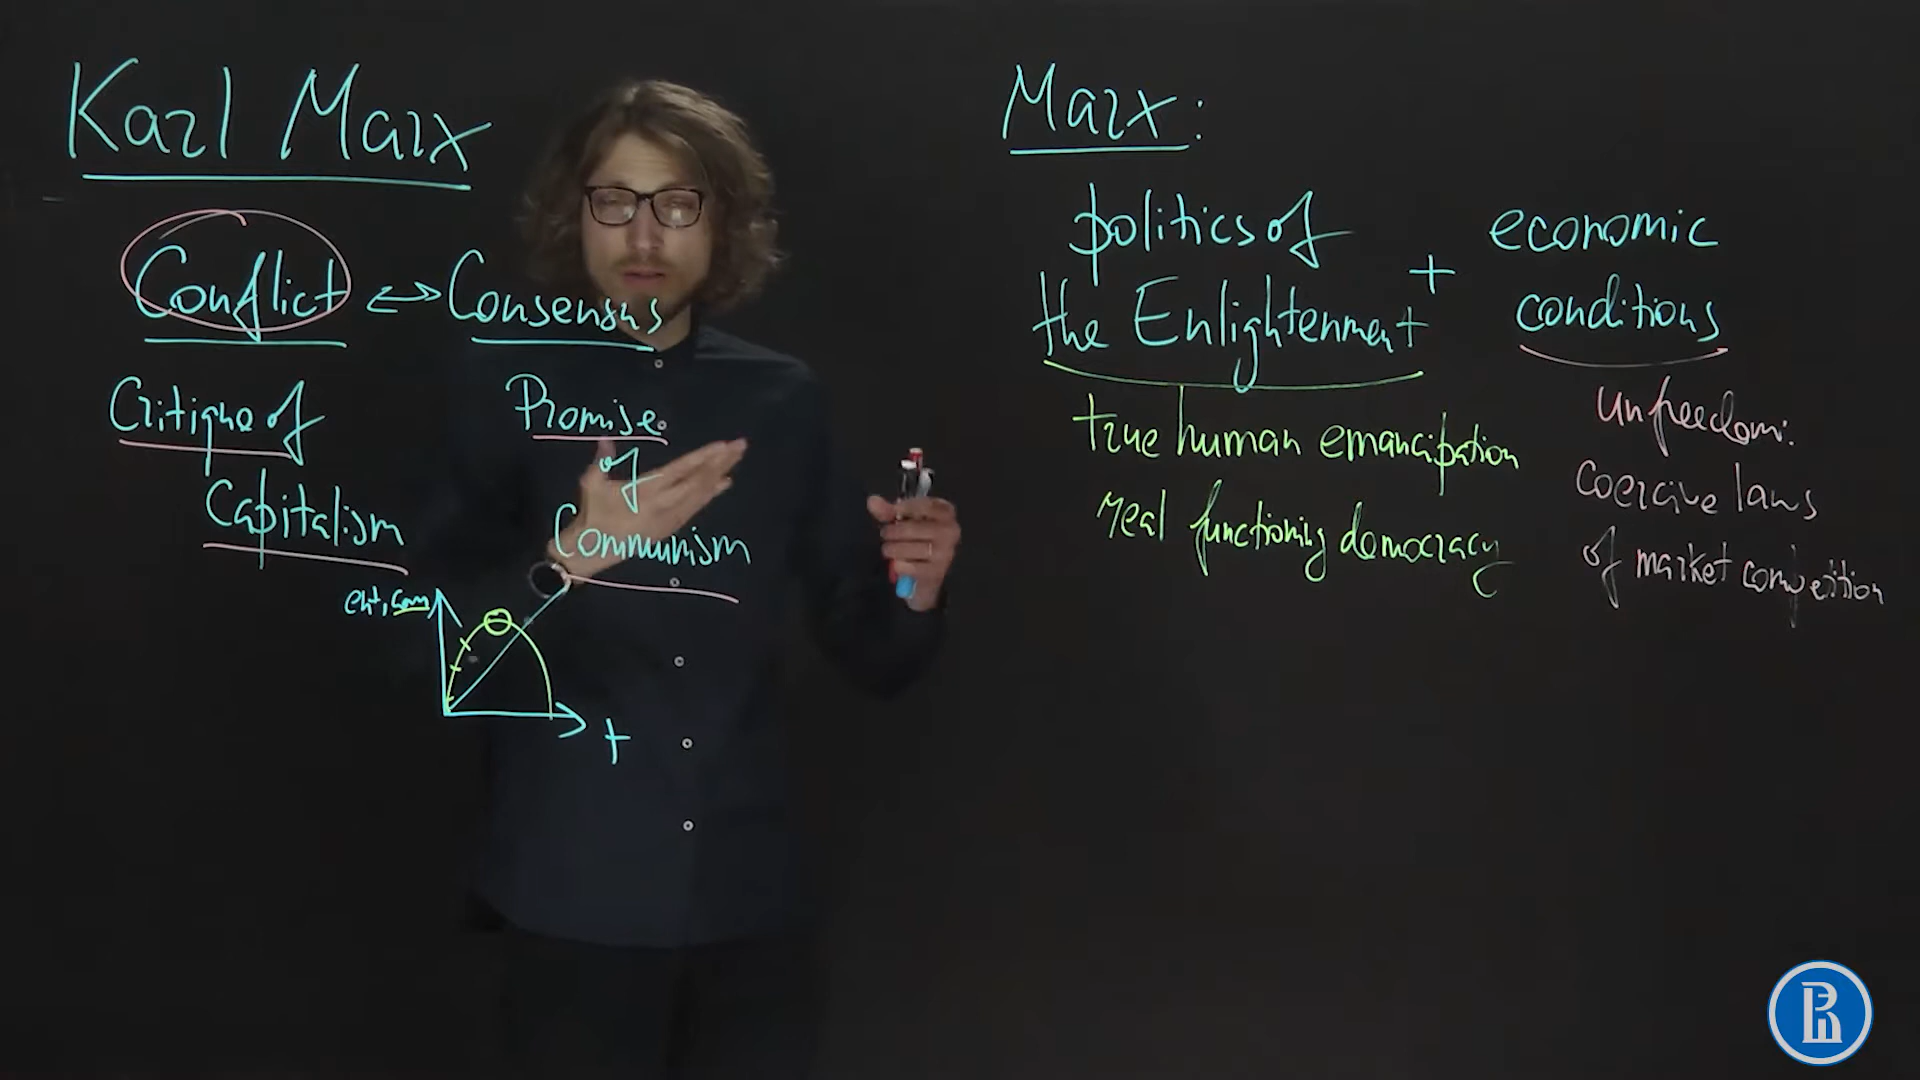 Karl Marx
Conflict ↔ Consensus
Critique of
Capitalism
Promise
of
Communism
t
Marx:
politics of
the Enlightenment
+
economic
conditions
true human emancipation
real functioning democracy
Unfreedom:
coercive laws
of market competition